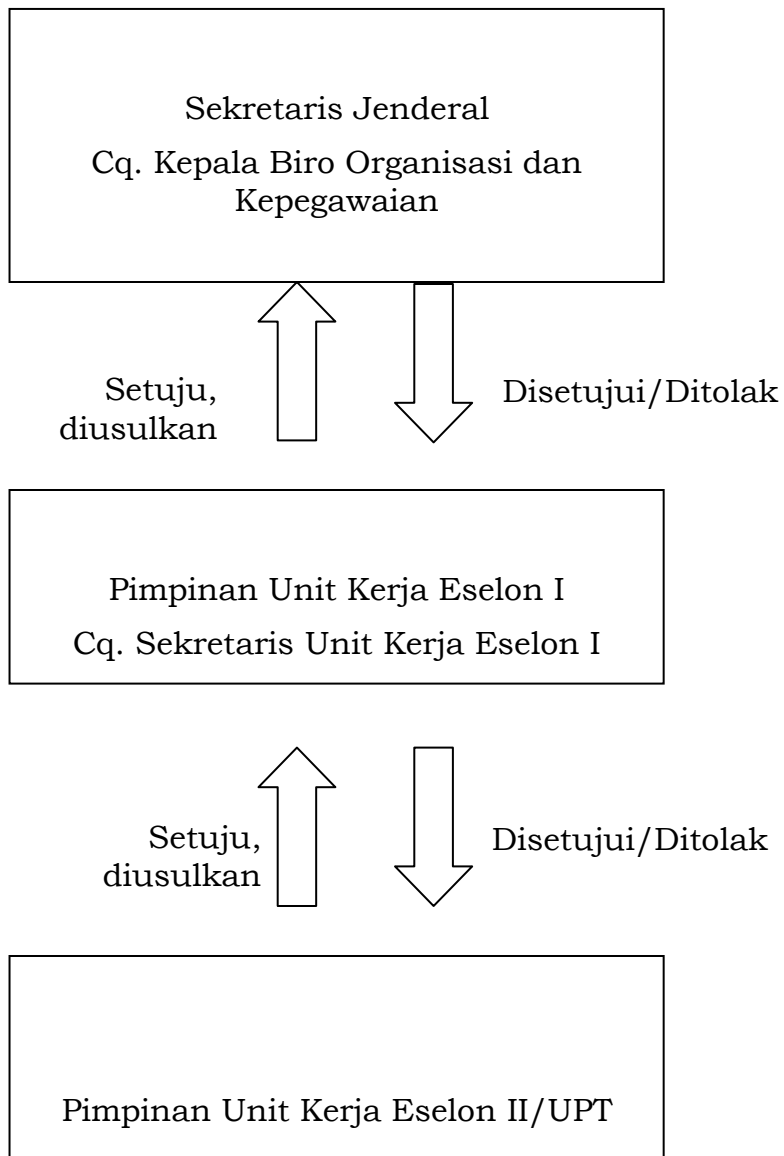 Sekretaris Jenderal
Cq. Kepala Biro Organisasi dan
Kepegawaian
Setuju,
diusulkan
Disetujui/Ditolak
Pimpinan Unit Kerja Eselon I
Cq. Sekretaris Unit Kerja Eselon I
Setuju,
diusulkan
Disetujui/Ditolak
Pimpinan Unit Kerja Eselon II/UPT